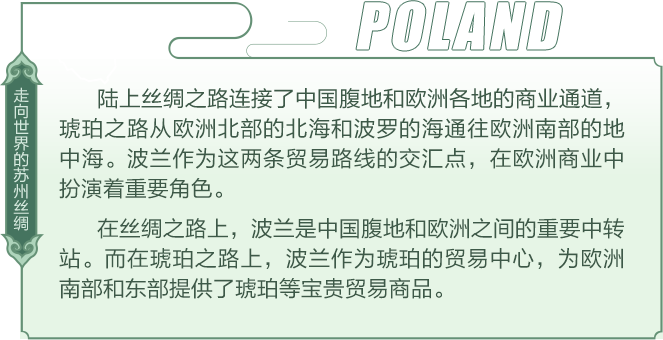 POLAND
走向世界的苏州丝绸
陆上丝绸之路连接了中国腹地和欧洲各地的商业通道，
琥珀之路从欧洲北部的北海和波罗的海通往欧洲南部的地
中海。波兰作为这两条贸易路线的交汇点，在欧洲商业中
扮演着重要角色。
在丝绸之路上，波兰是中国腹地和欧洲之间的重要中转
站。而在琥珀之路上，波兰作为琥珀的贸易中心，为欧洲
南部和东部提供了琥珀等宝贵贸易商品。